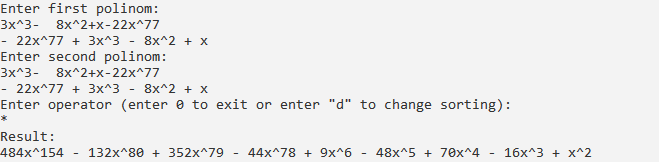 Enter first polinom:
3x^3-  8x^2+x-22x^77
- 22x^77 + 3x^3 - 8x^2 + x
Enter second polinom:
3x^3-  8x^2+x-22x^77
- 22x^77 + 3x^3 - 8x^2 + x
Enter operator (enter 0 to exit or enter "d" to change sorting):
*
Result:
484x^154 - 132x^80 + 352x^79 - 44x^78 + 9x^6 - 48x^5 + 70x^4 - 16x^3 + x^2